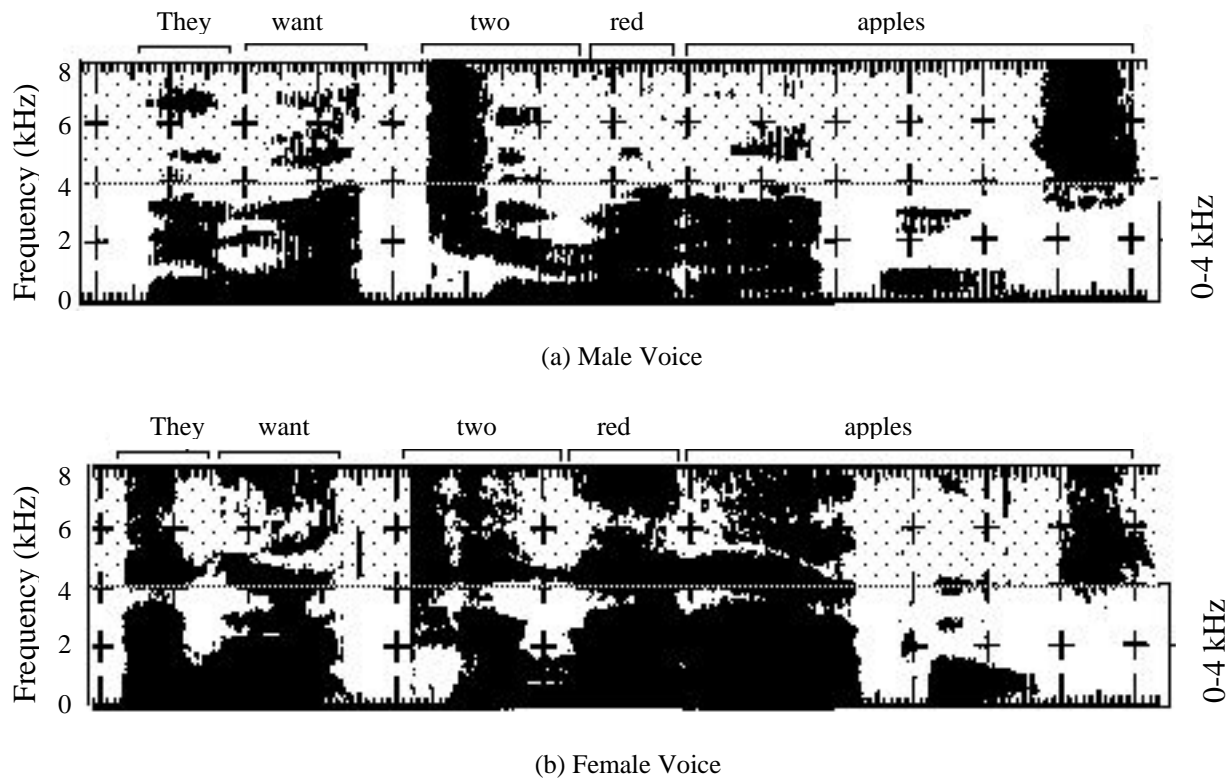 They want two red apples
Frequency (kHz)
8
6
4
2
0
0-4 kHz
(a) Male Voice
They want two red apples
Frequency (kHz)
8
6
4
2
0
0-4 kHz
(b) Female Voice